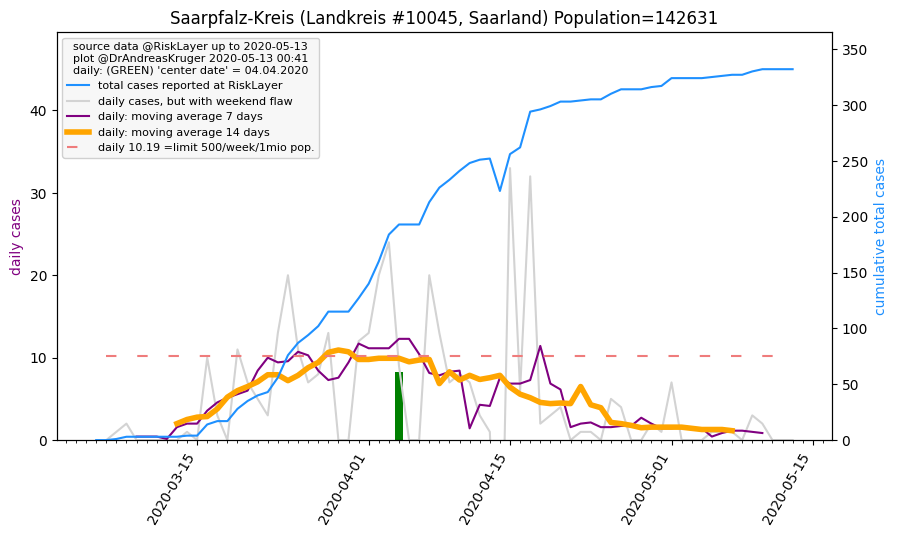 Saarpfalz-Kreis (Landkreis #10045, Saarland) Population=142631
source data @RiskLayer up to 2020-05-13
plot @DrAndreasKruger 2020-05-13 00:41
daily: (GREEN) 'center date' = 04.04.2020
total cases reported at RiskLayer
daily cases, but with weekend flaw
daily: moving average 7 days
daily: moving average 14 days
daily 10.19 =limit 500/week/1mio pop.
daily cases
40
30
20
10
0
350
300
250
200
150
100
50
0
cumulative total cases
2020-03-15
2020-04-01
2020-04-15
2020-05-01
2020-05-15